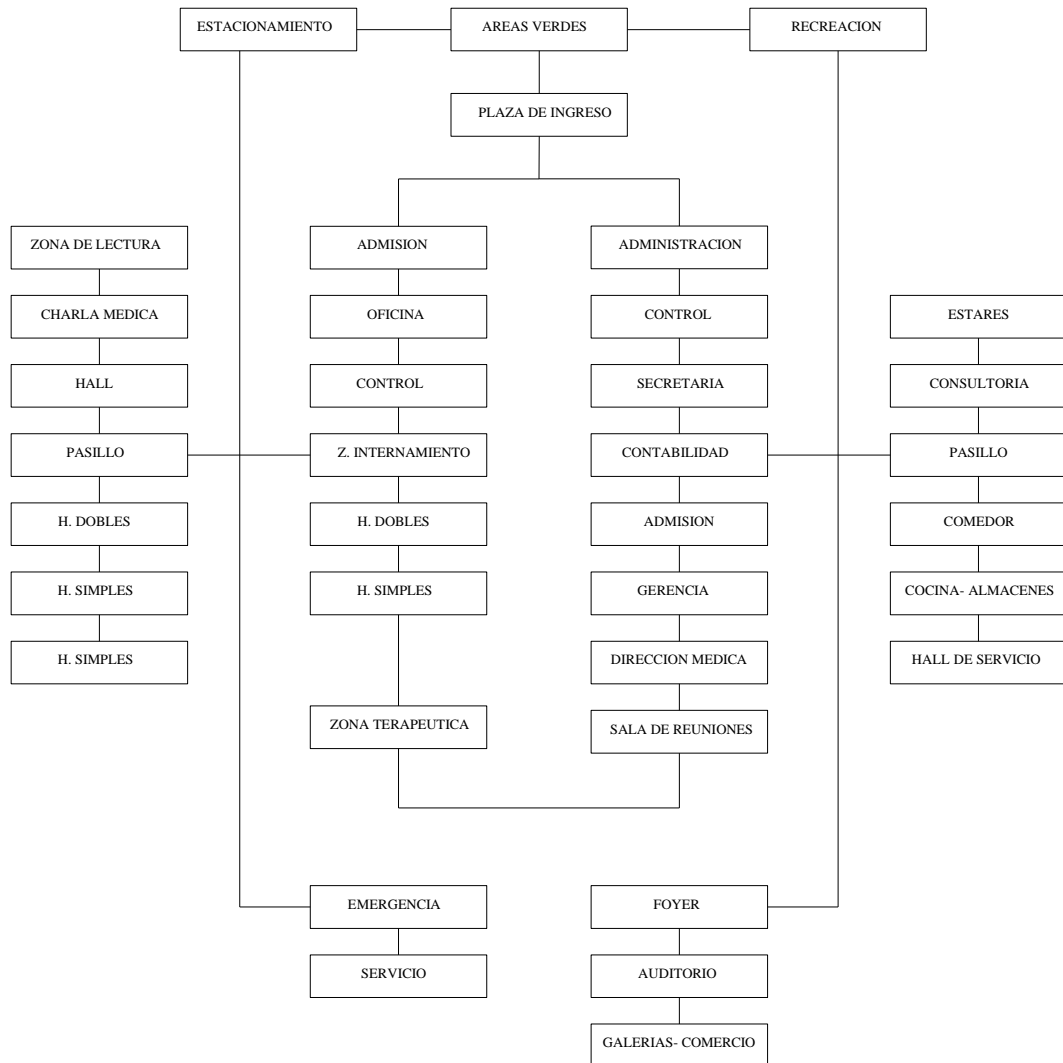 ESTACIONAMIENTO
AREAS VERDES
RECREACION
PLAZA DE INGRESO
ZONA DE LECTURA
ADMISION
ADMINISTRACION
CHARLA MEDICA
OFICINA
CONTROL
ESTARES
HALL
CONTROL
SECRETARIA
CONSULTORIA
PASILLO
Z. INTERNAMIENTO
CONTABILIDAD
PASILLO
H. DOBLES
H. DOBLES
ADMISION
COMEDOR
H. SIMPLES
H. SIMPLES
GERENCIA
COCINA- ALMACENES
H. SIMPLES
DIRECCION MEDICA
HALL DE SERVICIO
ZONA TERAPEUTICA
SALA DE REUNIONES
EMERGENCIA
FOYER
SERVICIO
AUDITORIO
GALERIAS- COMERCIO